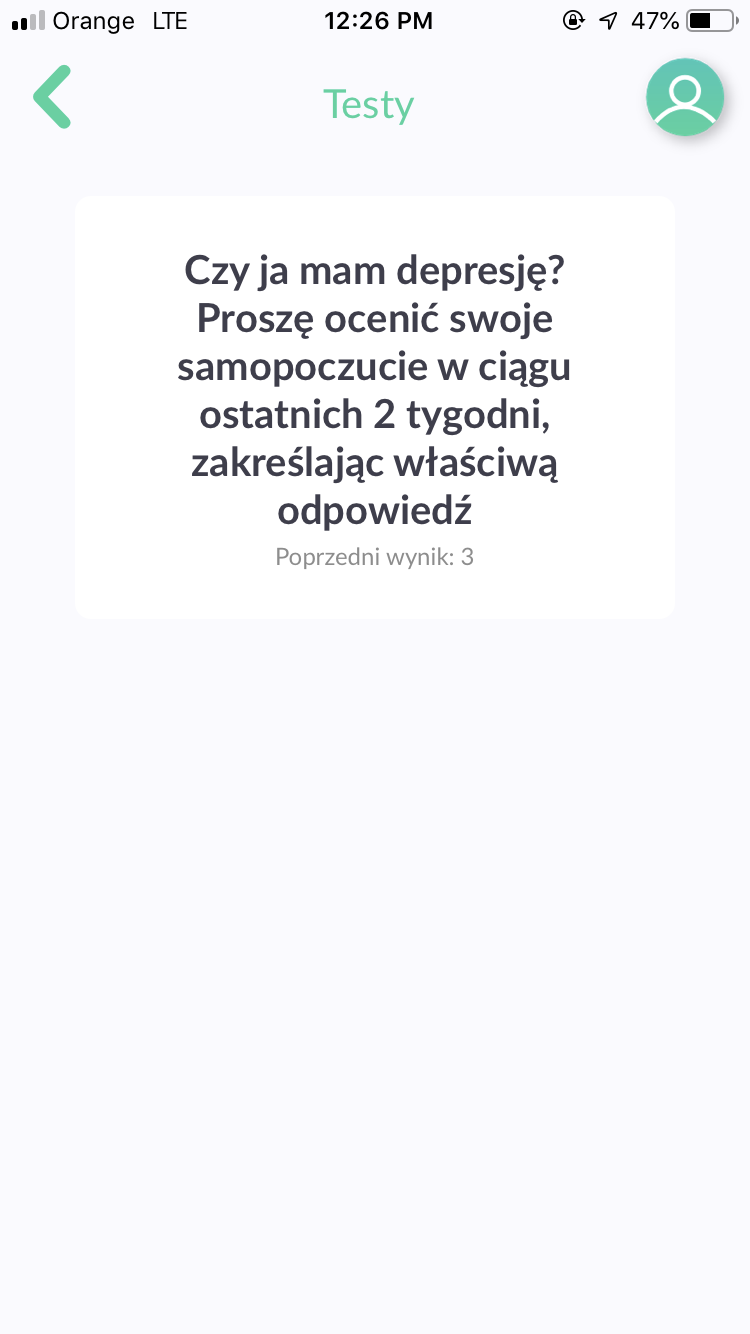 Orange LTE 12:26 PM 47%
Testy
Czy ja mam depresję?
Proszę ocenić swoje
samopoczucie w ciągu
ostatnich 2 tygodni,
zakreślając właściwą
odpowiedź
Poprzedni wynik: 3